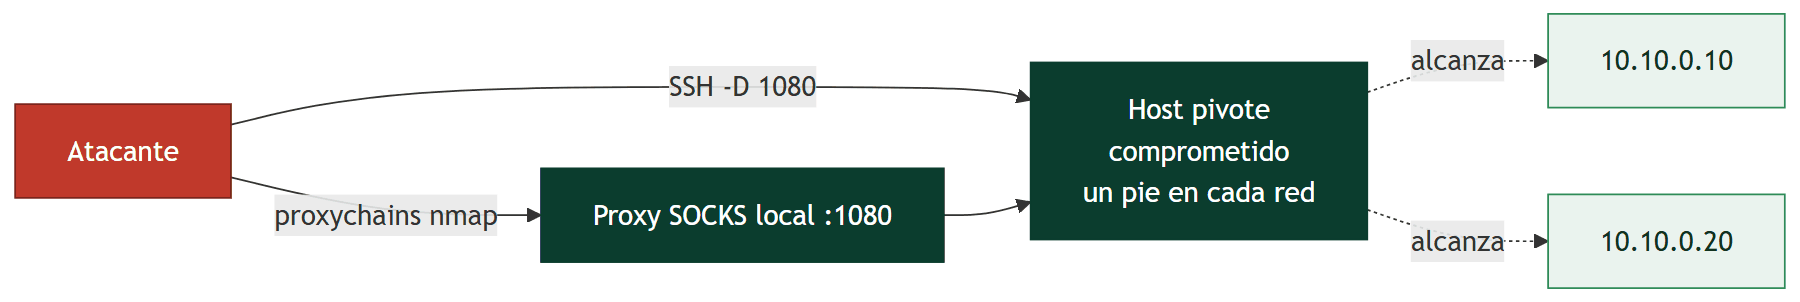 Atacante
SSH -D 1080
proxychains nmap
Proxy SOCKS local :1080
Host pivote
comprometido
un pie en cada red
alcanza
10.10.0.10
alcanza
10.10.0.20